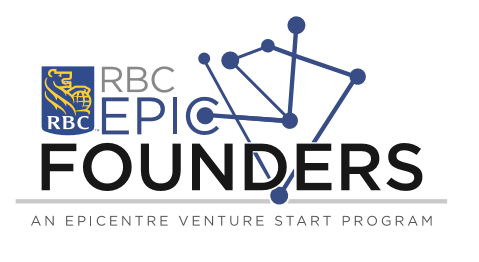 RBC
RBC
EPIC
FOUNDERS
AN EPICENTRE VENTURE START PROGRAM